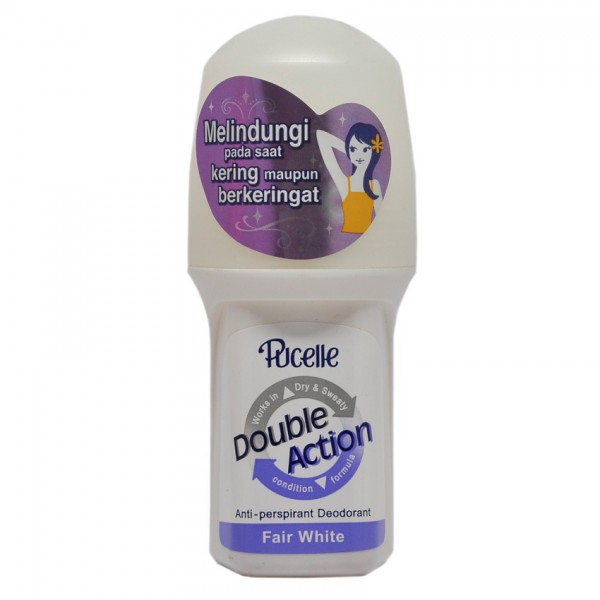 Melindungi
pada saat
kering maupun
berkeringat
Pucelle
Works in Dry & Sweaty
Double
Action
condition formula
Anti-perspirant Deodorant
Fair White